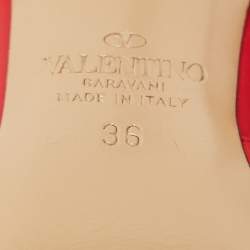 VALENTINO
GARAVANI
MADE IN ITALY
36